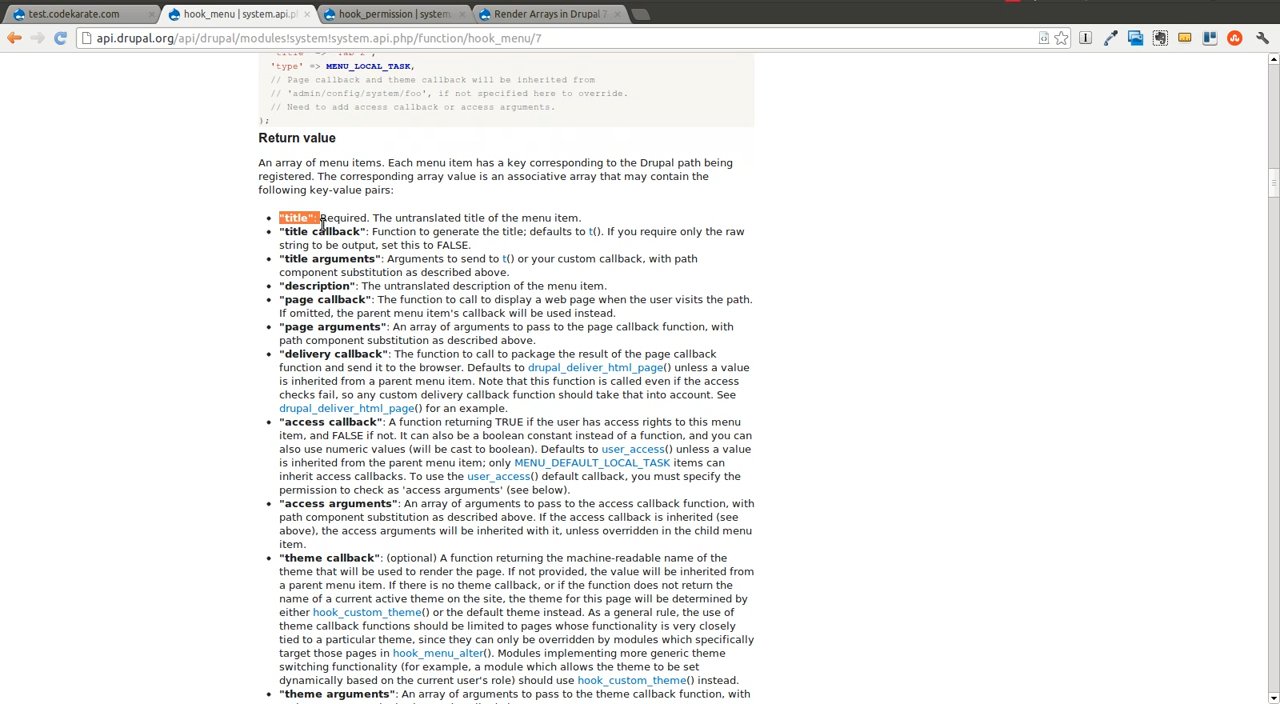 test.codekarate.com
hook_menu | system.api.p
hook_permission | system
Render Arrays in Drupal 7
api.drupal.org/api/drupal/modules!system!system.api.php/function/hook_menu/7
'type' => MENU_LOCAL_TASK,
// Page callback and theme callback will be inherited from
// 'admin/config/system/foo', if not specified here to override.
// Need to add access callback or access arguments.
);
Return value
An array of menu items. Each menu item has a key corresponding to the Drupal path being
registered. The corresponding array value is an associative array that may contain the
following key-value pairs:
• "title": Required. The untranslated title of the menu item.
• "title callback": Function to generate the title; defaults to t(). If you require only the raw
string to be output, set this to FALSE.
• "title arguments": Arguments to send to t() or your custom callback, with path
component substitution as described above.
• "description": The untranslated description of the menu item.
• "page callback": The function to call to display a web page when the user visits the path.
If omitted, the parent menu item's callback will be used instead.
• "page arguments": An array of arguments to pass to the page callback function, with
path component substitution as described above.
• "delivery callback": The function to call to package the result of the page callback
function and send it to the browser. Defaults to drupal_deliver_html_page() unless a value
is inherited from a parent menu item. Note that this function is called even if the access
checks fail, so any custom delivery callback function should take that into account. See
drupal_deliver_html_page() for an example.
• "access callback": A function returning TRUE if the user has access rights to this menu
item, and FALSE if not. It can also be a boolean constant instead of a function, and you can
also use numeric values (will be cast to boolean). Defaults to user_access() unless a value
is inherited from the parent menu item; only MENU_DEFAULT_LOCAL_TASK items can
inherit access callbacks. To use the user_access() default callback, you must specify the
permission to check as 'access arguments' (see below).
• "access arguments": An array of arguments to pass to the access callback function, with
path component substitution as described above. If the access callback is inherited (see
above), the access arguments will be inherited with it, unless overridden in the child menu
item.
• "theme callback": (optional) A function returning the machine-readable name of the
theme that will be used to render the page. If not provided, the value will be inherited from
a parent menu item. If there is no theme callback, or if the function does not return the
name of a current active theme on the site, the theme for this page will be determined by
either hook_custom_theme() or the default theme instead. As a general rule, the use of
theme callback functions should be limited to pages whose functionality is very closely
tied to a particular theme, since they can only be overridden by modules which specifically
target those pages in hook_menu_alter(). Modules implementing more generic theme
switching functionality (for example, a module which allows the theme to be set
dynamically based on the current user's role) should use hook_custom_theme() instead.
• "theme arguments": An array of arguments to pass to the theme callback function, with